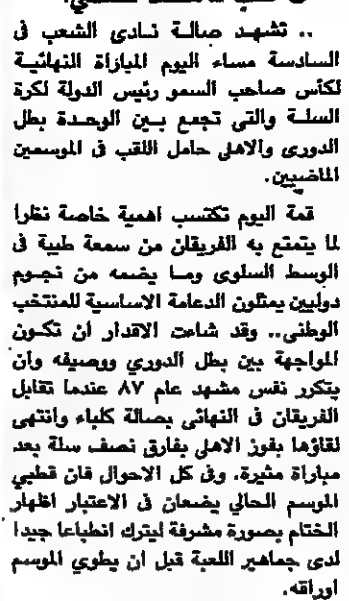 .. تشهد صالة نادى الشعب فى
السادسة مساء اليوم المباراة النهائية
لكأس صاحب السمو رئيس الدولة لكرة
السلة والتى تجمع بين الوحدة بطل
الدورى والاهلى حامل اللقب فى الموسمين
الماضيين.
قمة اليوم تكتسب اهمية خاصة نظرا
لما يتمتع به الفريقان من سمعة طيبة فى
الوسط السلوى وما يضمه من نجوم
دوليين يمثلون الدعامة الاساسية للمنتخب
الوطنى.. وقد شاءت الاقدار ان تكون
المواجهة بين بطل الدوري ووصيفه وان
يتكرر نفس مشهد عام ٨٧ عندما تقابل
الفريقان فى النهائى بصالة كلباء وانتهى
لقاؤها بفوز الاهلى بفارق نصف سلة بعد
مباراة مثيرة. وفى كل الاحوال فان قطبي
الموسم الحالي يضعان فى الاعتبار اظهار
الختام بصورة مشرفة ليترك انطباعا جيدا
لدى جماهير اللعبة قبل ان يطوي الموسم
اوراقه.